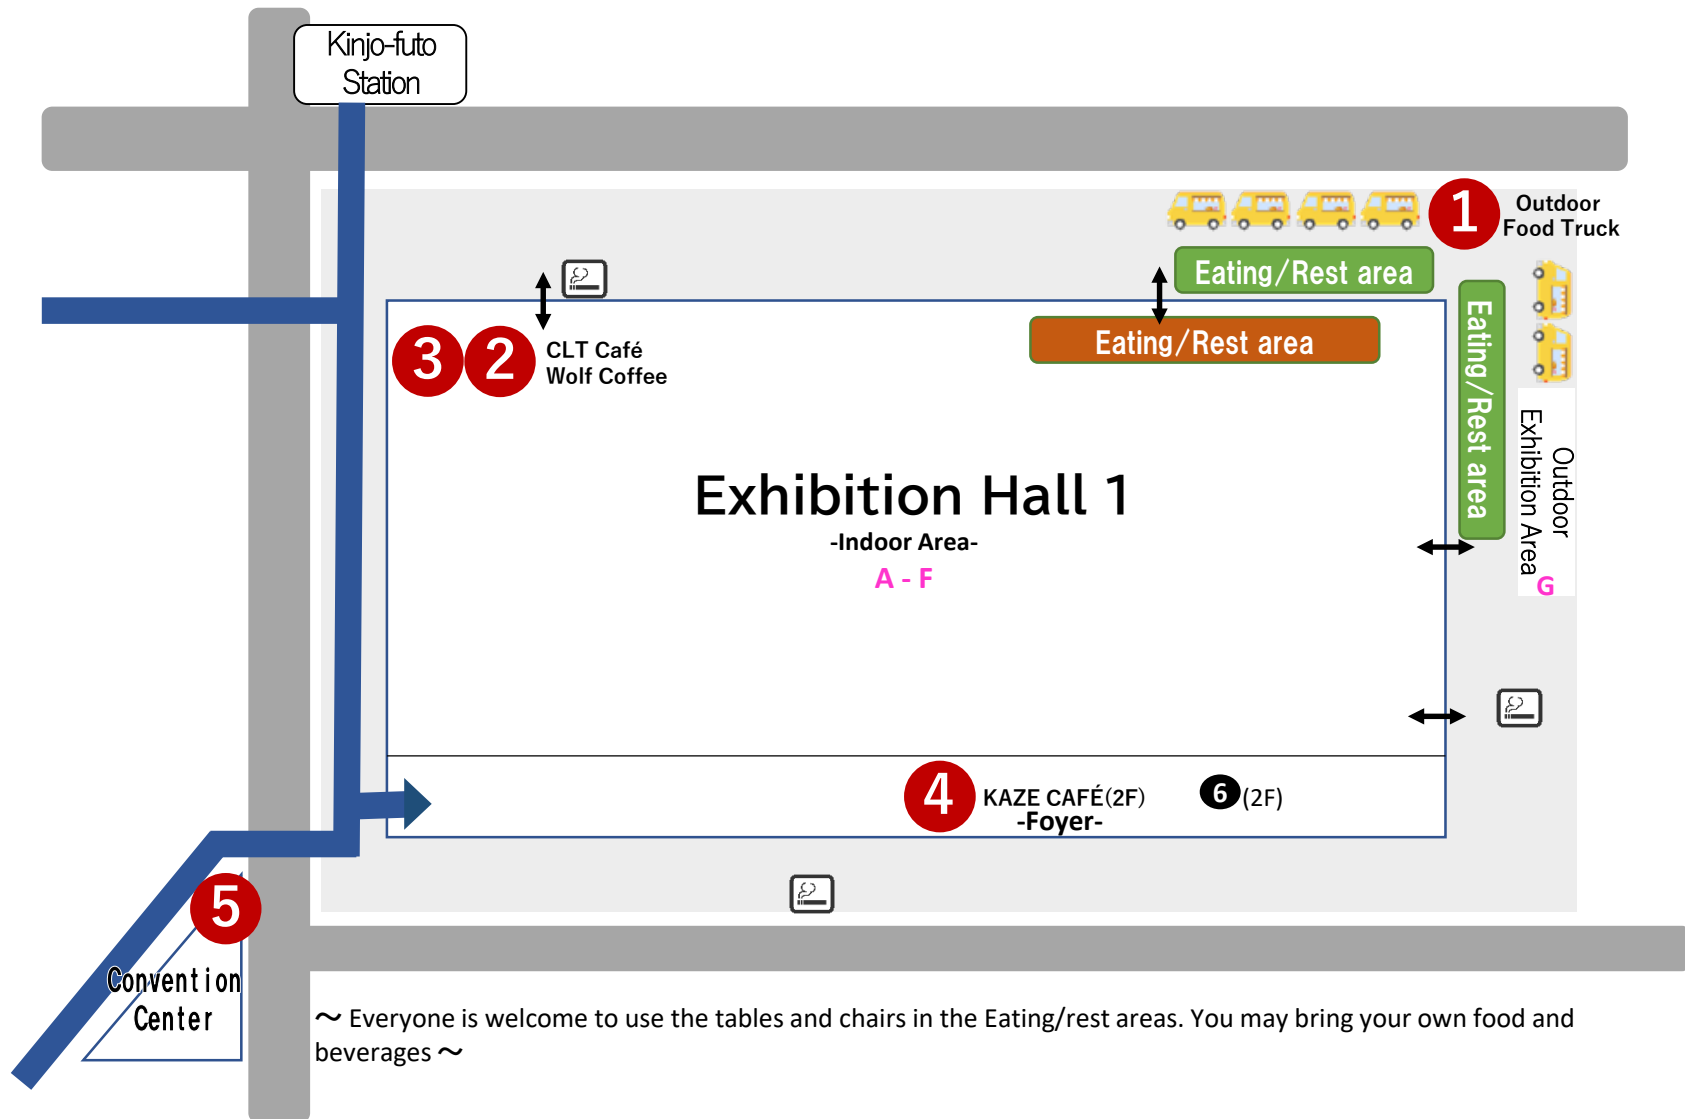 Kinjo-futo
Station
1
Outdoor
Food Truck
Eating/Rest area
Eating/Rest area
Eating/Rest area
3
2
CLT Café
Wolf Coffee
Outdoor
Exhibition Area
G
Exhibition Hall 1
-Indoor Area-
A - F
4
KAZE CAFÉ(2F)
-Foyer-
6
(2F)
5
Convention
Center
～ Everyone is welcome to use the tables and chairs in the Eating/rest areas. You may bring your own food and
beverages ～